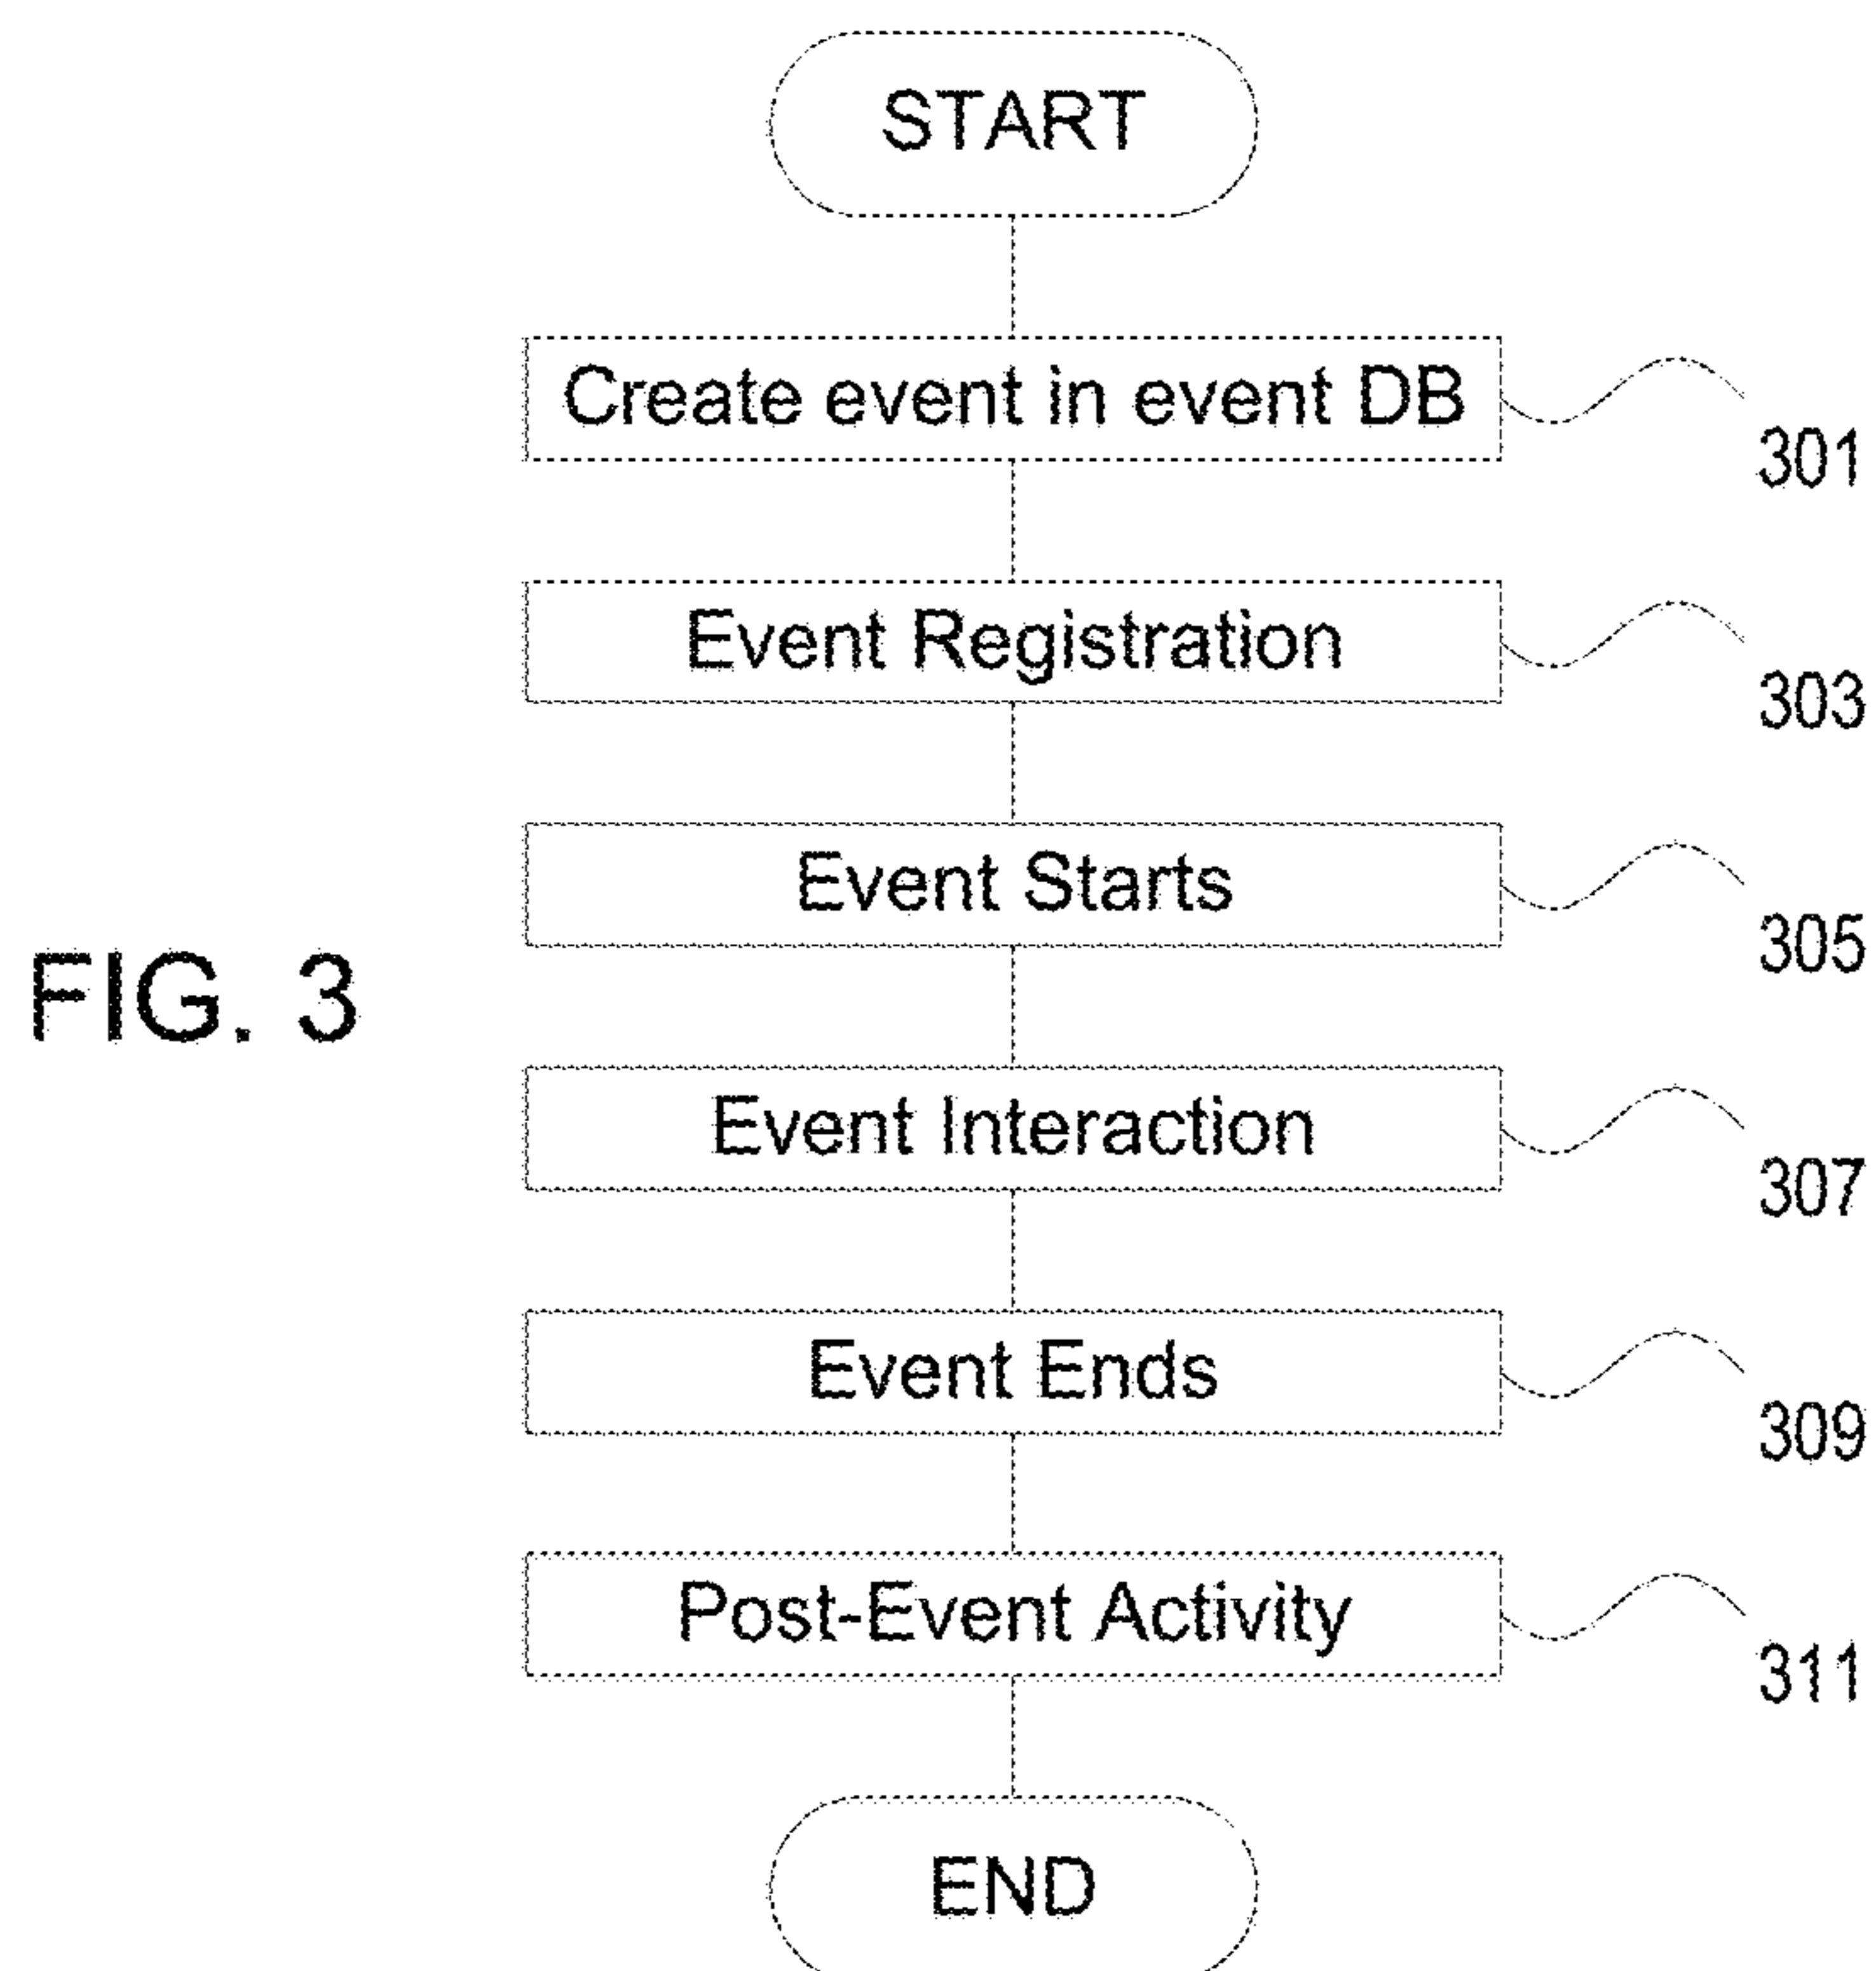 START
Create event in event DB
301
Event Registration
303
Event Starts
305
FIG. 3
Event Interaction
307
Event Ends
309
Post-Event Activity
311
END